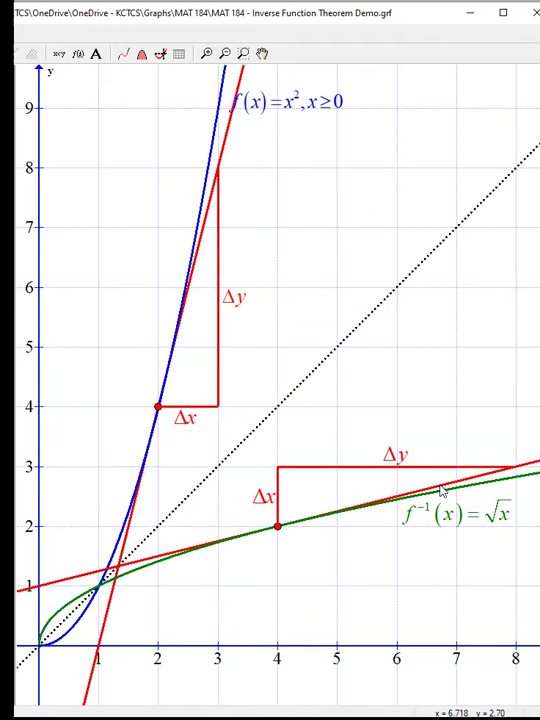 TCS\OneDrive\OneDrive - KCTCS\Graphs\MAT 184\MAT 184 - Inverse Function Theorem Demo.grf
x=y f(x) A
y
f(x) = x², x ≥ 0
9
8
7
6
Δy
5
4
Δx
3
Δy
Δx
2
f⁻¹(x) = √x
1
0
1 2 3 4 5 6 7 8
x = 6.718 y = 2.70